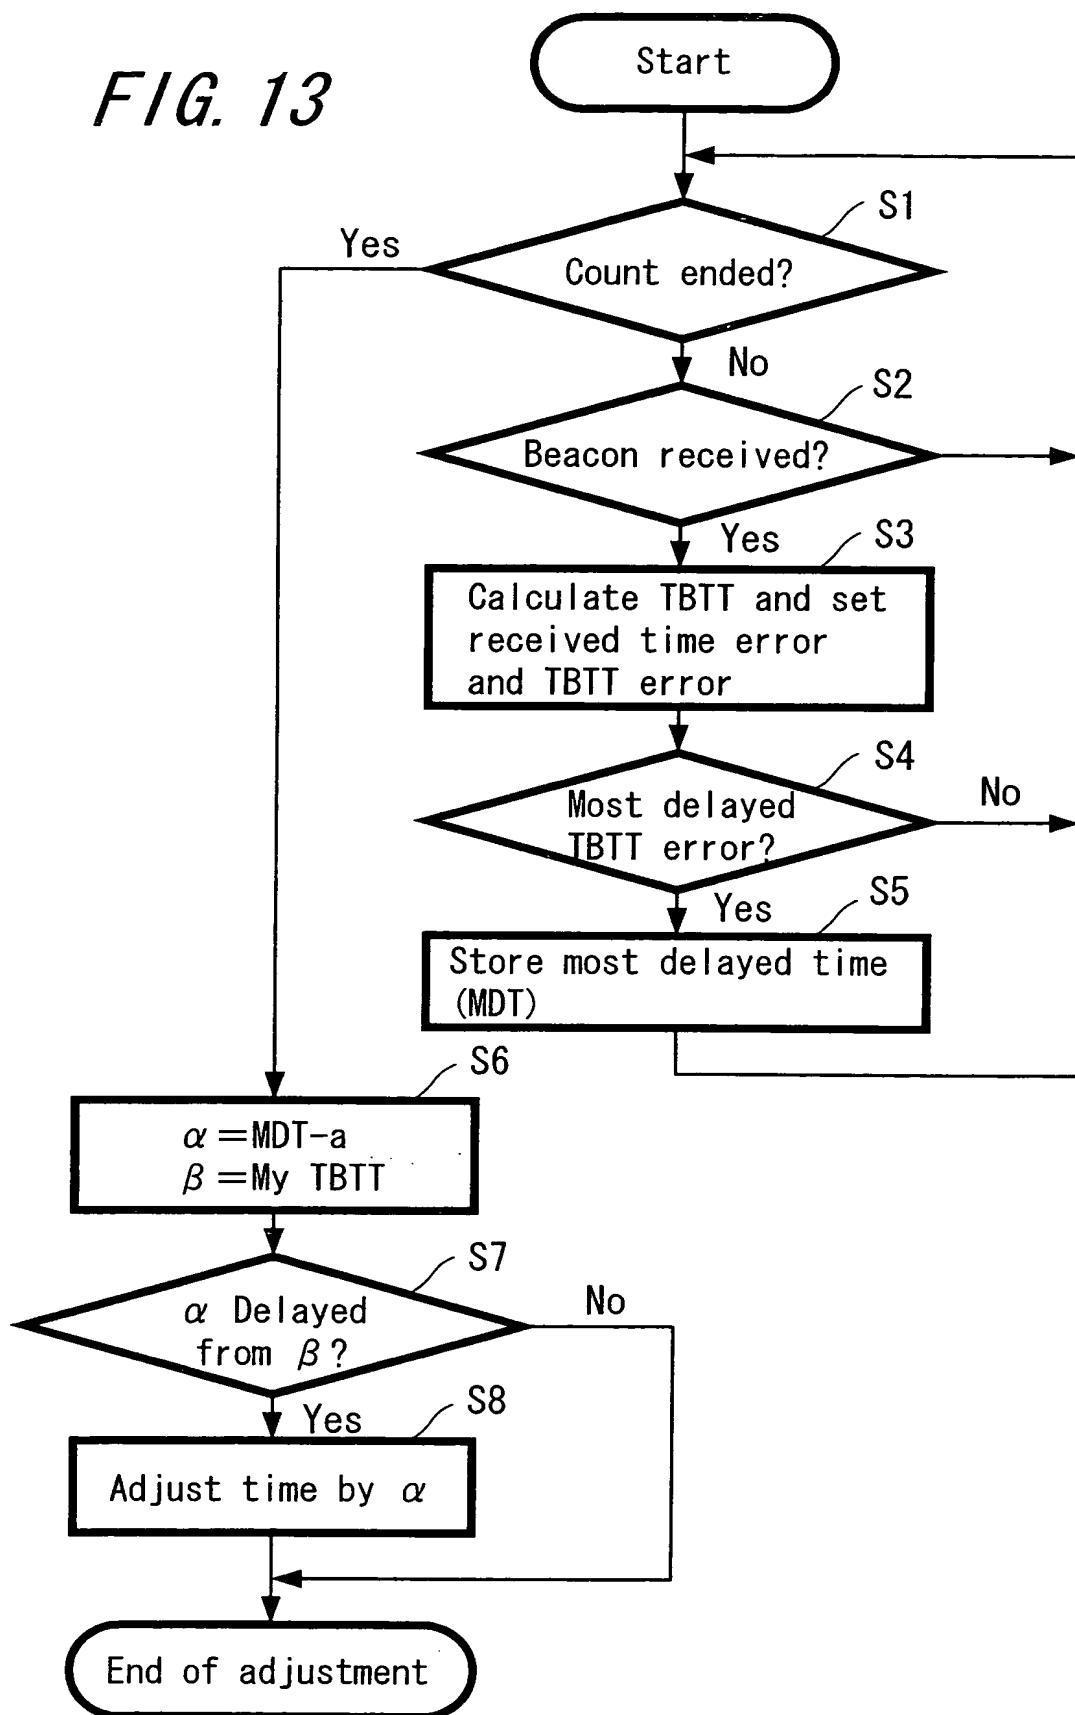 FIG. 13
Start
S1
Yes
Count ended?
No
S2
Beacon received?
Yes
S3
Calculate TBTT and set
received time error
and TBTT error
S4
Most delayed
TBTT error?
No
Yes
S5
Store most delayed time
(MDT)
S6
α=MDT-a
β=My TBTT
S7
α Delayed
from β?
No
Yes
S8
Adjust time by α
End of adjustment